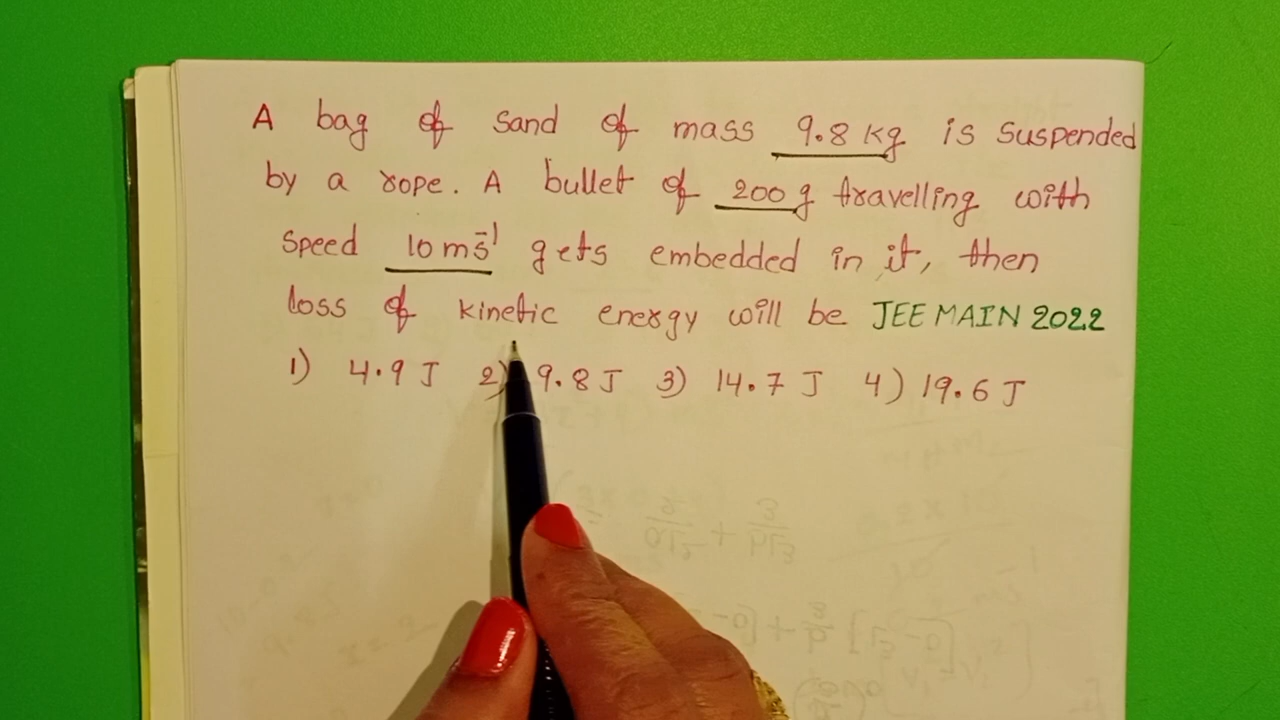 A bag of sand of mass 9.8 kg is suspended
by a rope. A bullet of 200 g travelling with
speed 10 ms⁻¹ gets embedded in it, then
loss of kinetic energy will be JEE MAIN 2022
1) 4.9 J 2) 9.8 J 3) 14.7 J 4) 19.6 J